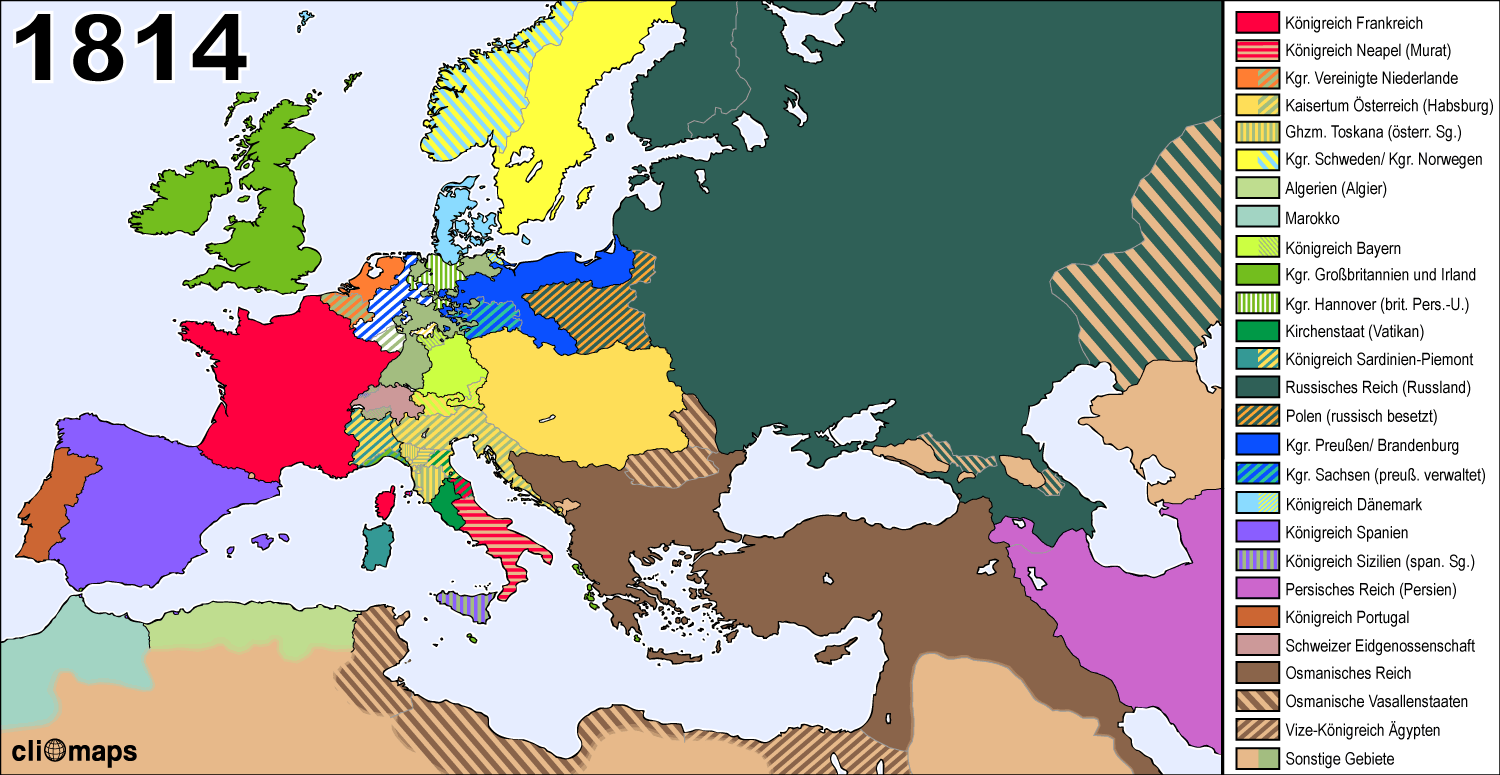 1814
Königreich Frankreich
Königreich Neapel (Murat)
Kgr. Vereinigte Niederlande
Kaisertum Österreich (Habsburg)
Ghzm. Toskana (österr. Sg.)
Kgr. Schweden/ Kgr. Norwegen
Algerien (Algier)
Marokko
Königreich Bayern
Kgr. Großbritannien und Irland
Kgr. Hannover (brit. Pers.-U.)
Kirchenstaat (Vatikan)
Königreich Sardinien-Piemont
Russisches Reich (Russland)
Polen (russisch besetzt)
Kgr. Preußen/ Brandenburg
Kgr. Sachsen (preuß. verwaltet)
Königreich Dänemark
Königreich Spanien
Königreich Sizilien (span. Sg.)
Persisches Reich (Persien)
Königreich Portugal
Schweizer Eidgenossenschaft
Osmanisches Reich
Osmanische Vasallenstaaten
Vize-Königreich Ägypten
Sonstige Gebiete
cliomaps